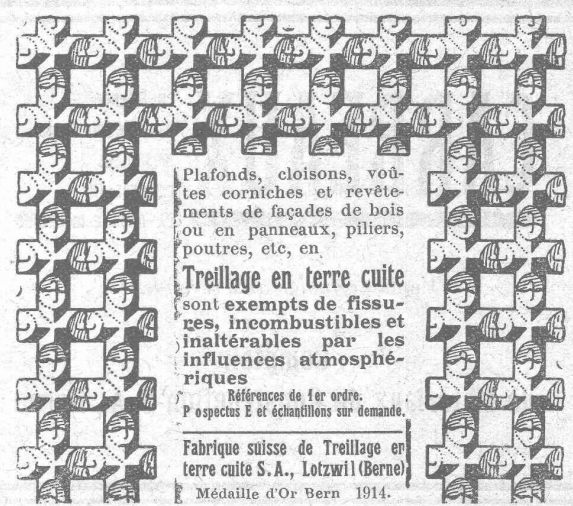 Plafonds, cloisons, voû-
tes corniches et revête-
ments de façades de bois
ou en panneaux, piliers,
poutres, etc, en
Treillage en terre cuite
sont exempts de fissu-
res, incombustibles et
inaltérables par les
influences atmosphé-
riques
Références de 1er ordre.
P ospectus E et échantillons sur demande.
Fabrique suisse de Treillage en
terre cuite S.A., Lotzwil (Berne)
Médaille d'Or Bern 1914.